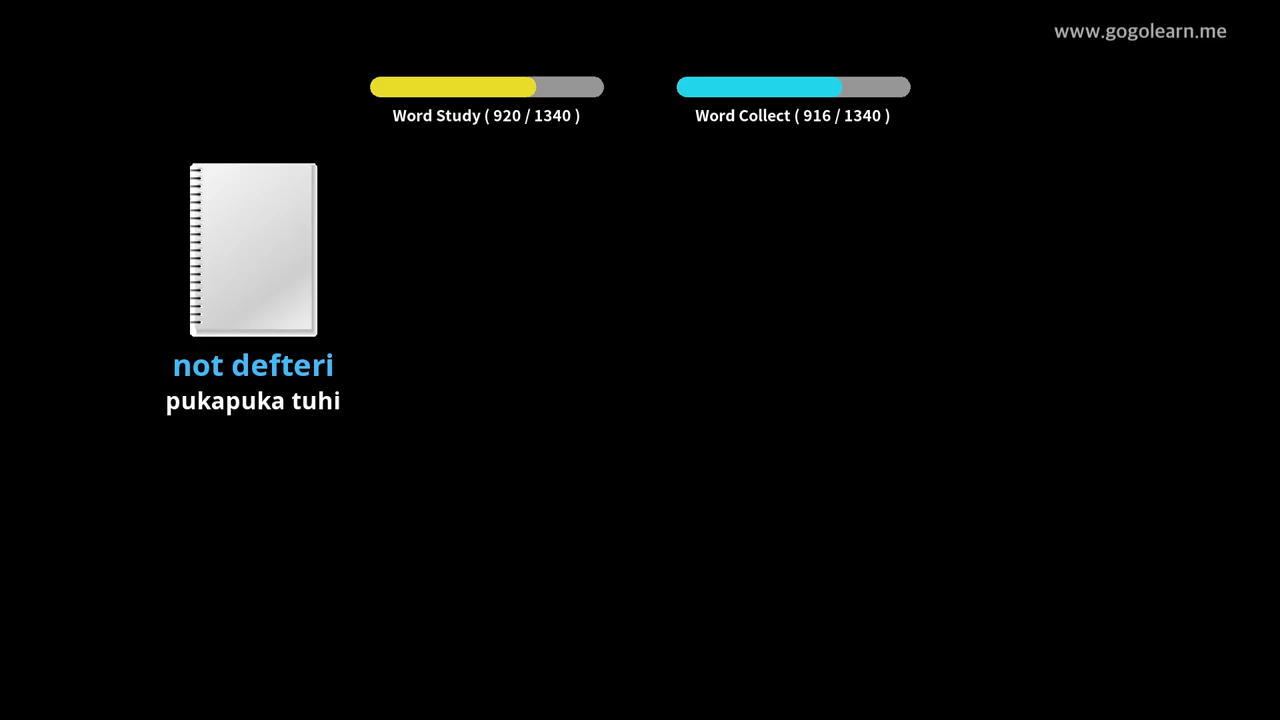 www.gogolearn.me
Word Study ( 920 / 1340 )
Word Collect ( 916 / 1340 )
not defteri
pukapuka tuhi